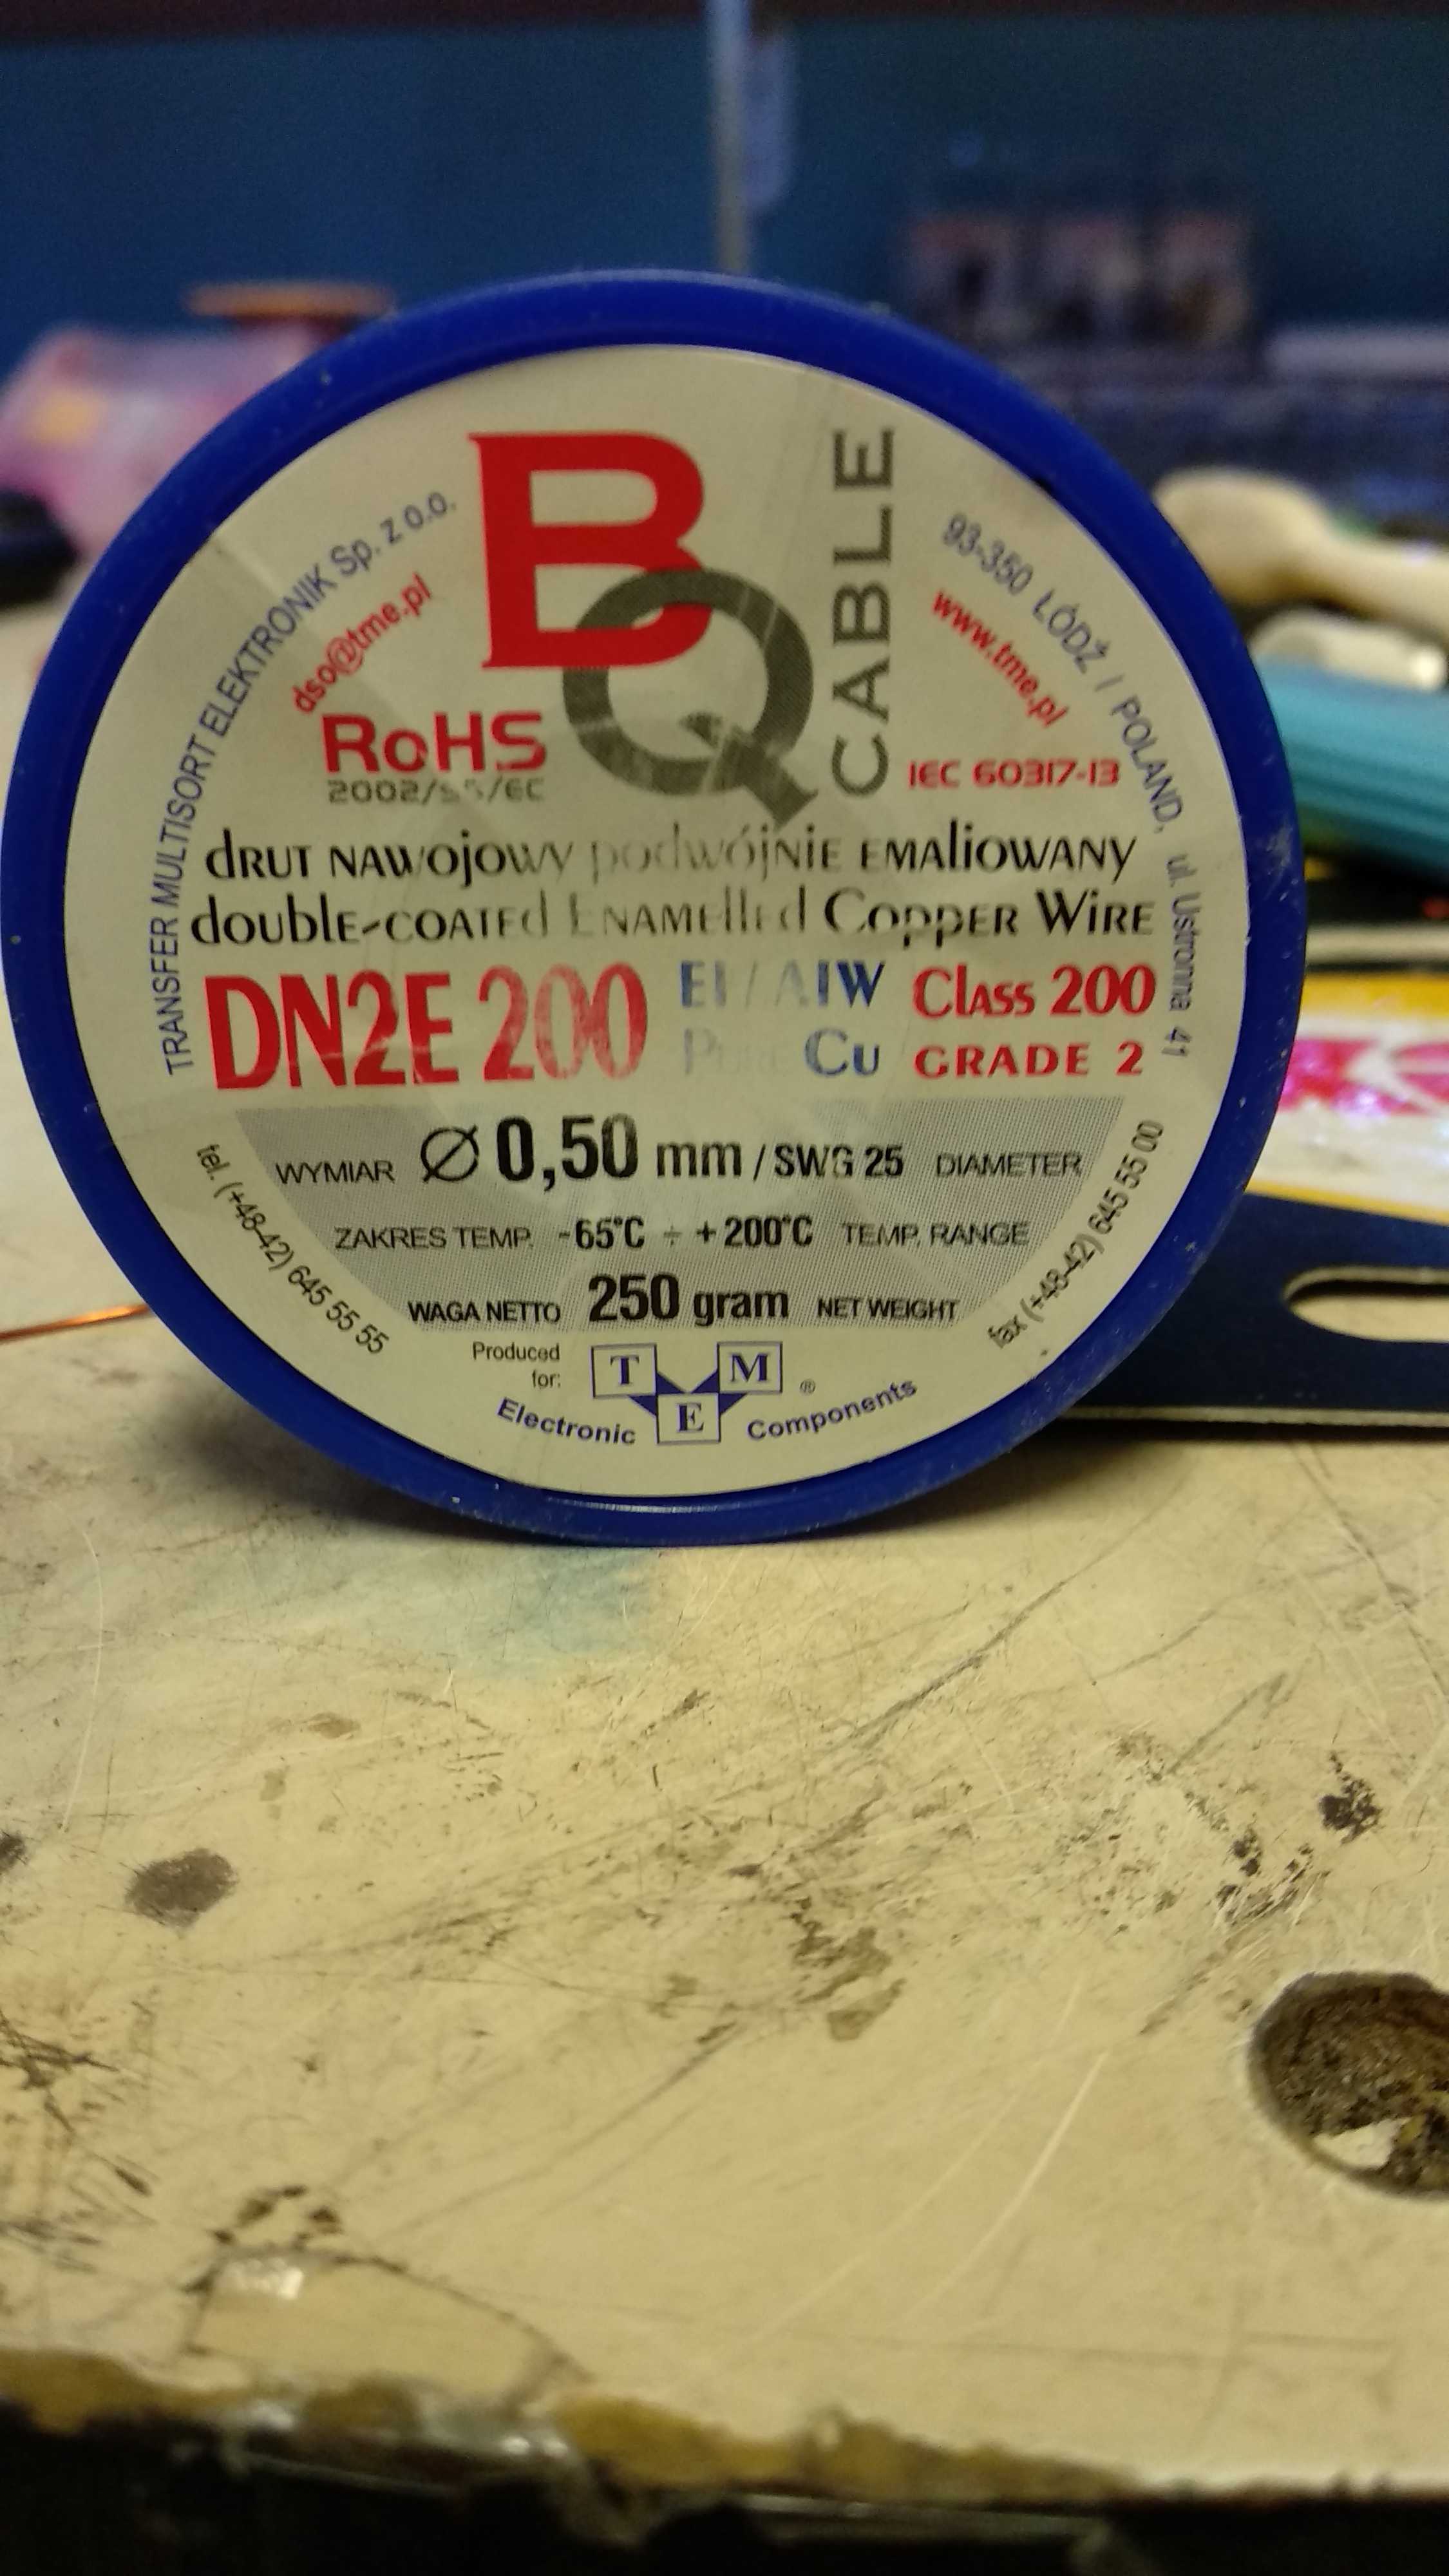 BQ CABLE
TRANSFER MULTISORT ELEKTRONIK Sp. z o.o.
93-350 ŁÓDŹ / POLAND, ul. Ustronna 41
dso@tme.pl
www.tme.pl
RoHS
2002/95/EC
IEC 60317-13
drut nawojowy podwójnie emaliowany
double-coated Enamelled Copper Wire
DN2E 200 EI / AIW Class 200
Pure Cu GRADE 2
WYMIAR Ø 0,50 mm / SWG 25 DIAMETER
ZAKRES TEMP. -65°C ÷ +200°C TEMP. RANGE
WAGA NETTO 250 gram NET WEIGHT
tel. (+48-42) 645 55 55
fax (+48-42) 645 55 00
Produced
for:
T M E ®
Electronic Components